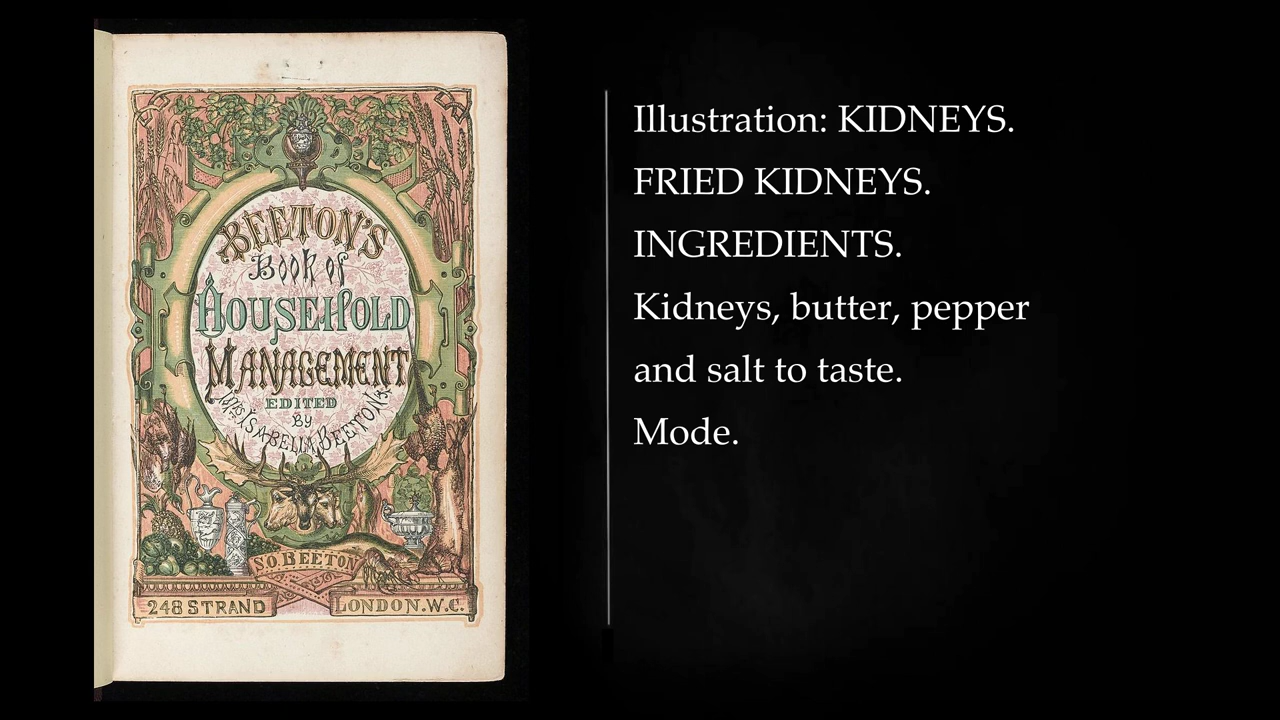 BEETON'S
Book of
HOUSEHOLD
MANAGEMENT
EDITED
By
MRS ISABELLA BEETON
S.O. BEETON
248 STRAND
LONDON. W.C.
Illustration: KIDNEYS.
FRIED KIDNEYS.
INGREDIENTS.
Kidneys, butter, pepper
and salt to taste.
Mode.